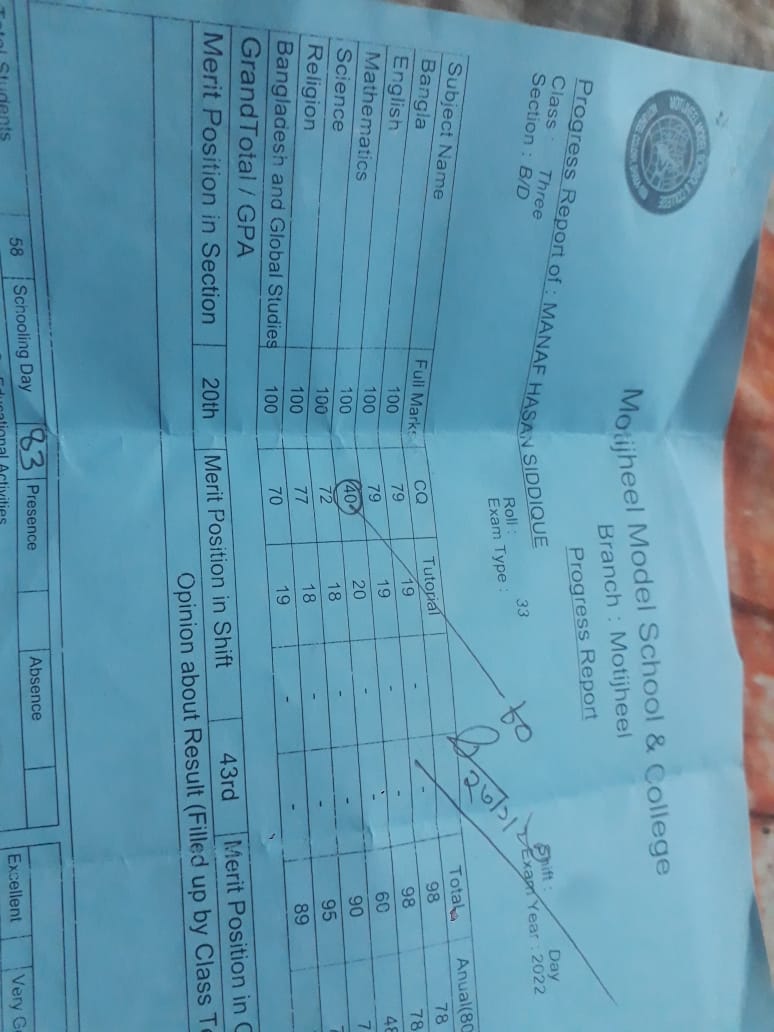 Motijheel Model School & College
Branch : Motijheel
Progress Report
Progress Report of : MANAF HASAN SIDDIQUE
Class : Three Roll : 33 Shift : Day
Section : B/D Exam Type : Exam Year : 2022
60
Subject Name Full Marks CQ Tutorial Total Anual(80
Bangla 100 79 19 - - 98 78
English 100 79 19 - - 98 78
Mathematics 100 40 20 - - 60 48
Science 100 72 18 - - 90 7
Religion 100 77 18 - - 95
Bangladesh and Global Studies 100 70 19 - - 89
GrandTotal / GPA
Merit Position in Section 20th Merit Position in Shift 43rd Merit Position in
Opinion about Result (Filled up by Class
Total Students 58 Schooling Day 83 Presence Absence Excellent Very
Educational Activities